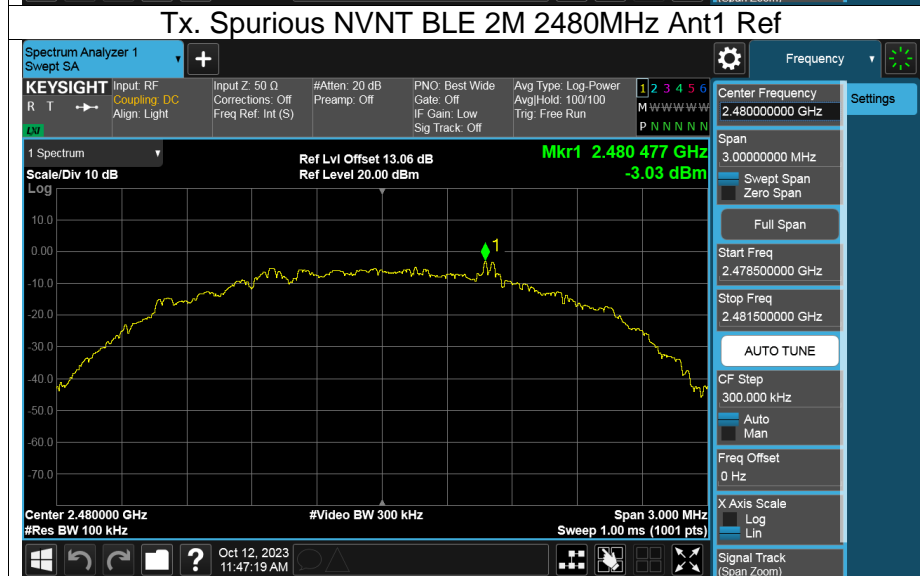 (Span Zoom)
Tx. Spurious NVNT BLE 2M 2480MHz Ant1 Ref
Spectrum Analyzer 1
Swept SA
+
Frequency
KEYSIGHT
R T
LXI
Input: RF
Coupling: DC
Align: Light
Input Z: 50 Ω
Corrections: Off
Freq Ref: Int (S)
#Atten: 20 dB
Preamp: Off
PNO: Best Wide
Gate: Off
IF Gain: Low
Sig Track: Off
Avg Type: Log-Power
Avg|Hold: 100/100
Trig: Free Run
1 2 3 4 5 6
M W W W W W
P N N N N N
1 Spectrum
Scale/Div 10 dB
Log
Ref Lvl Offset 13.06 dB
Ref Level 20.00 dBm
Mkr1 2.480 477 GHz
-3.03 dBm
10.0
0.00
-10.0
-20.0
-30.0
-40.0
-50.0
-60.0
-70.0
1
Center 2.480000 GHz
#Res BW 100 kHz
#Video BW 300 kHz
Span 3.000 MHz
Sweep 1.00 ms (1001 pts)
Center Frequency
2.480000000 GHz
Span
3.00000000 MHz
Swept Span
Zero Span
Full Span
Start Freq
2.478500000 GHz
Stop Freq
2.481500000 GHz
AUTO TUNE
CF Step
300.000 kHz
Auto
Man
Freq Offset
0 Hz
X Axis Scale
Log
Lin
Signal Track
(Span Zoom)
Settings
?
Oct 12, 2023
11:47:19 AM